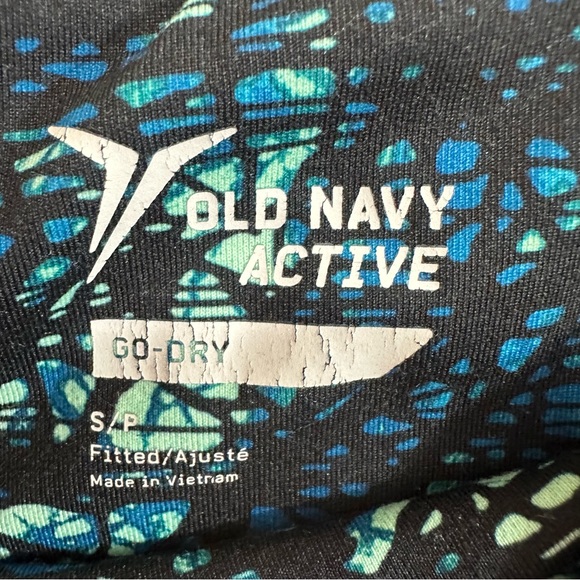 OLD NAVY
ACTIVE
GO-DRY
S/P
Fitted/Ajusté
Made in Vietnam